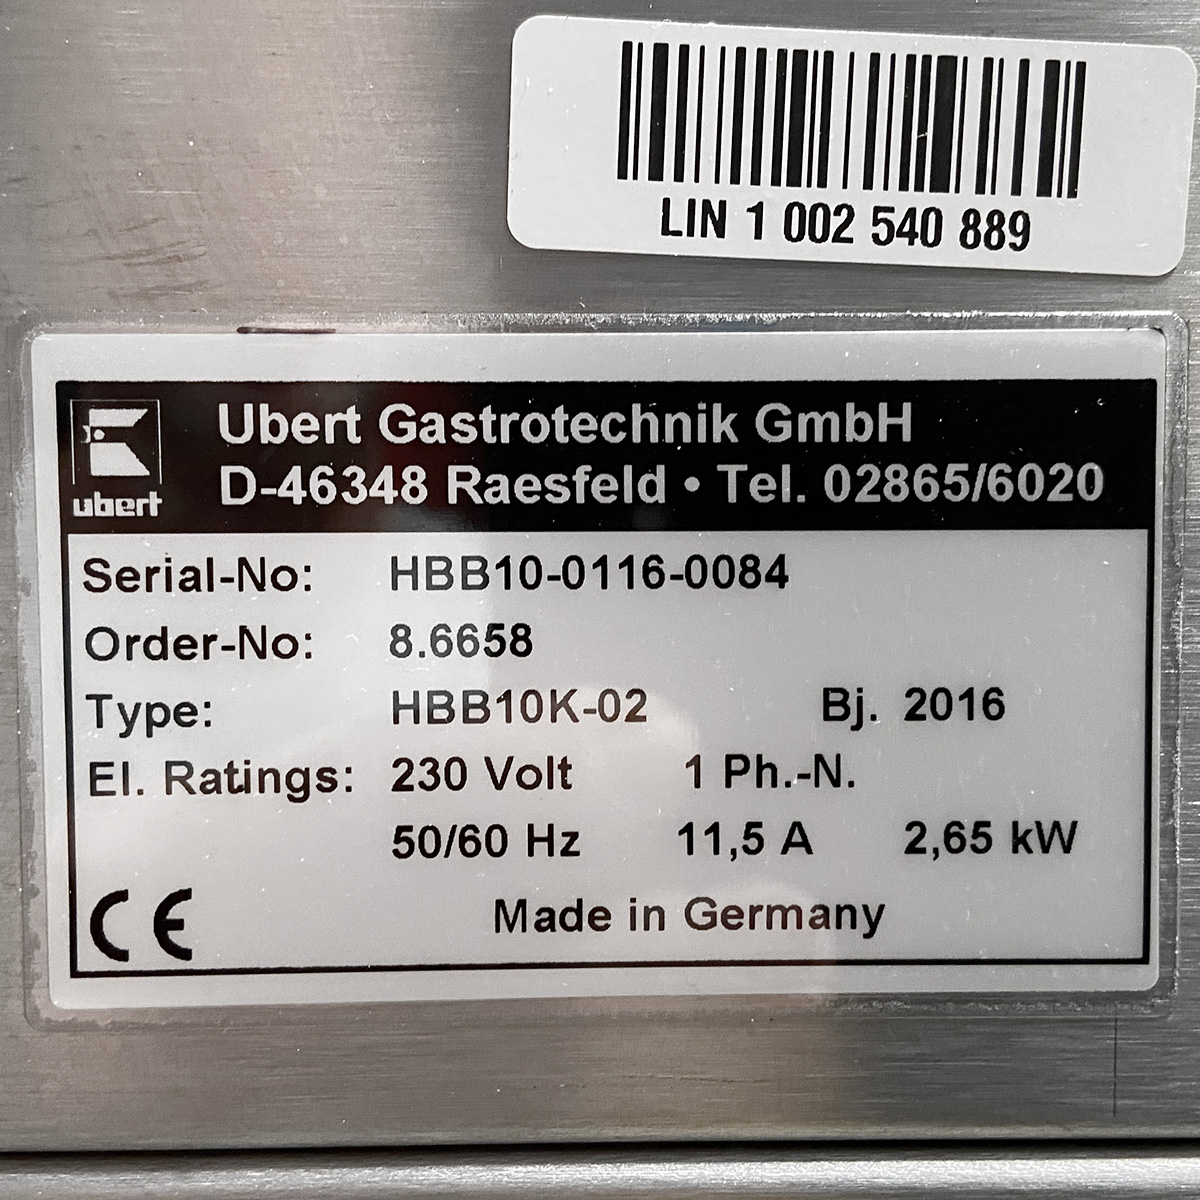 LIN 1 002 540 889
Ubert Gastrotechnik GmbH
D-46348 Raesfeld • Tel. 02865/6020
ubert
Serial-No: HBB10-0116-0084
Order-No: 8.6658
Type: HBB10K-02 Bj. 2016
El. Ratings: 230 Volt 1 Ph.-N.
50/60 Hz 11,5 A 2,65 kW
CE Made in Germany